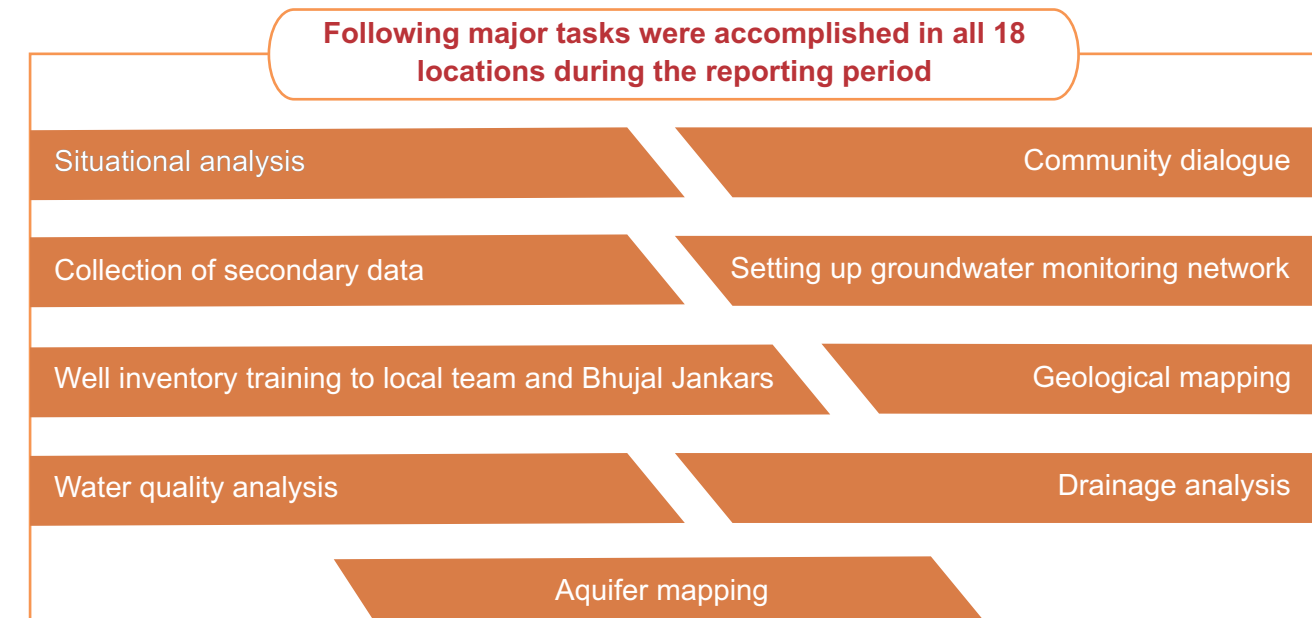 Following major tasks were accomplished in all 18
locations during the reporting period
Situational analysis
Community dialogue
Collection of secondary data
Setting up groundwater monitoring network
Well inventory training to local team and Bhujal Jankars
Geological mapping
Water quality analysis
Drainage analysis
Aquifer mapping